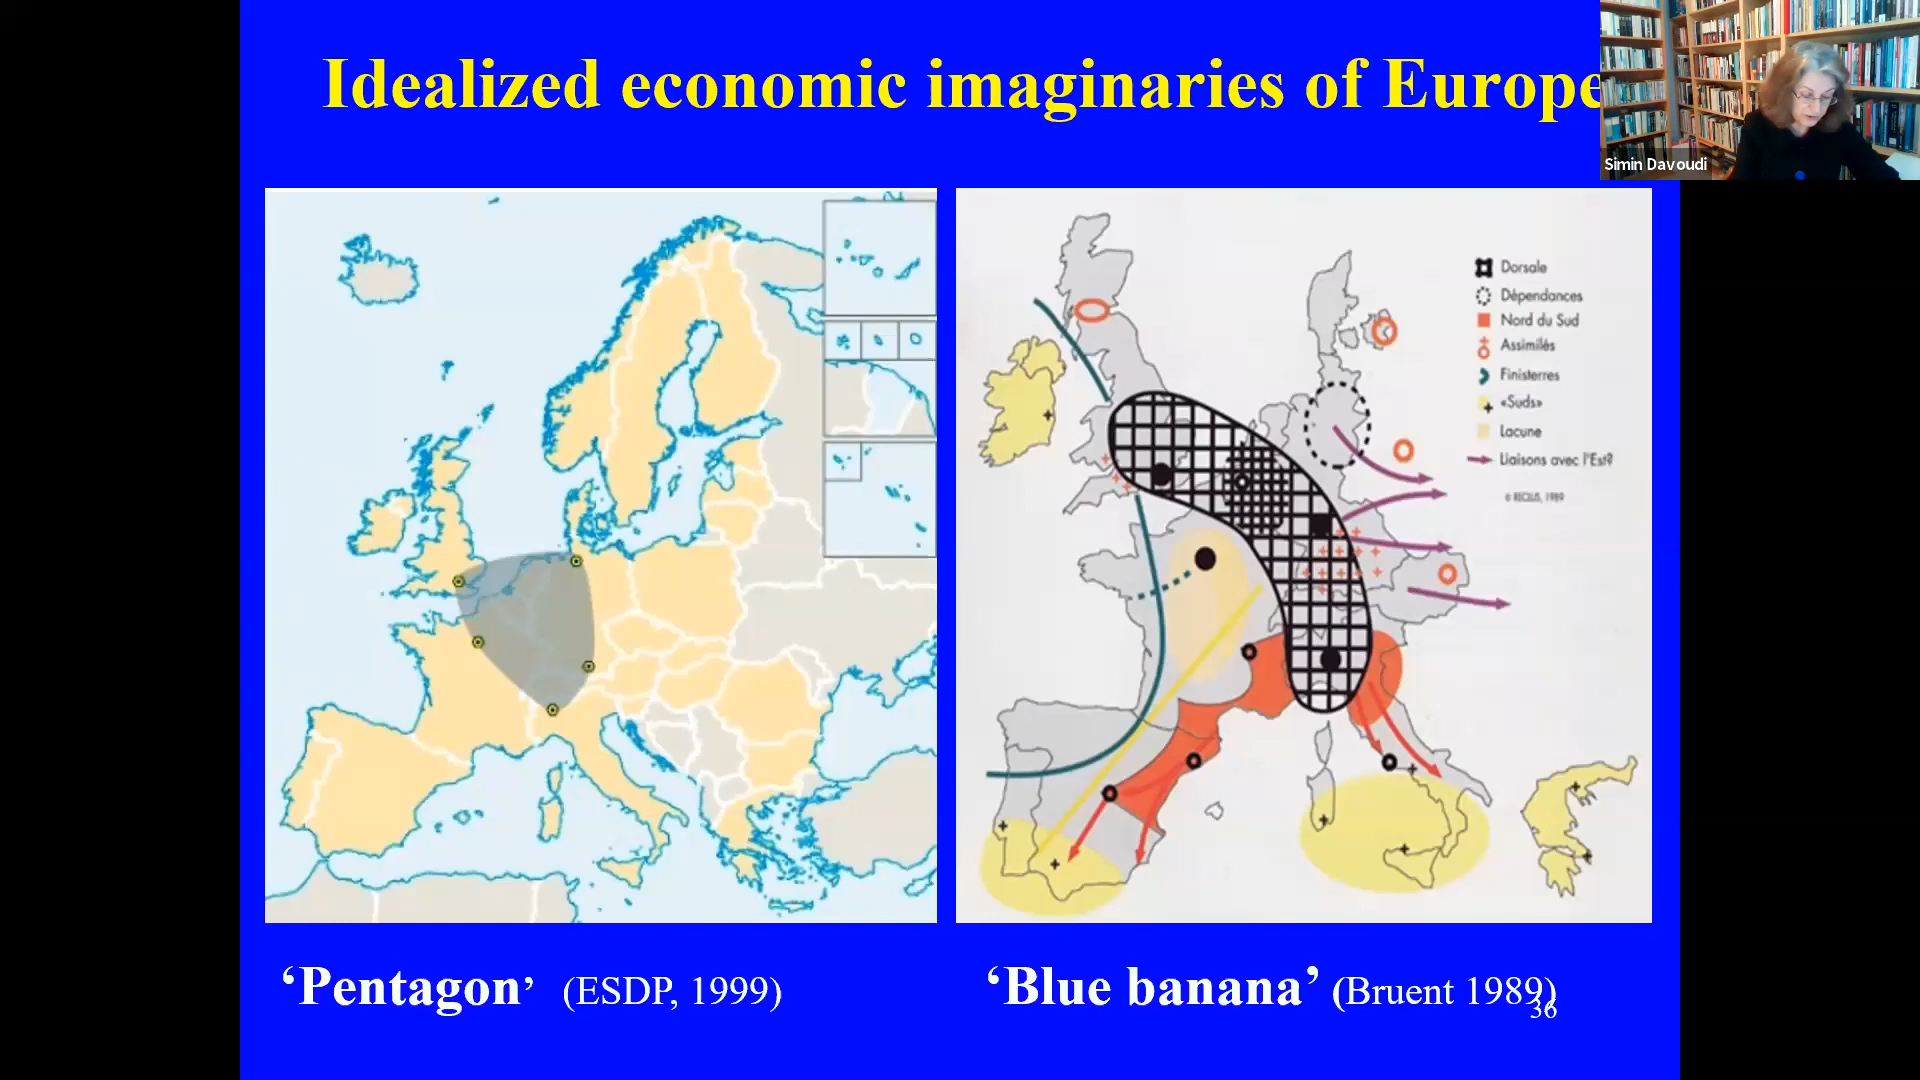 Idealized economic imaginaries of Europe
Simin Davoudi
Dorsale
Dépendances
Nord du Sud
Assimilés
Finisterres
«Suds»
Lacune
Liaisons avec l'Est?
© RECLUS, 1989
‘Pentagon’ (ESDP, 1999)
‘Blue banana’ (Bruent 1989)
36